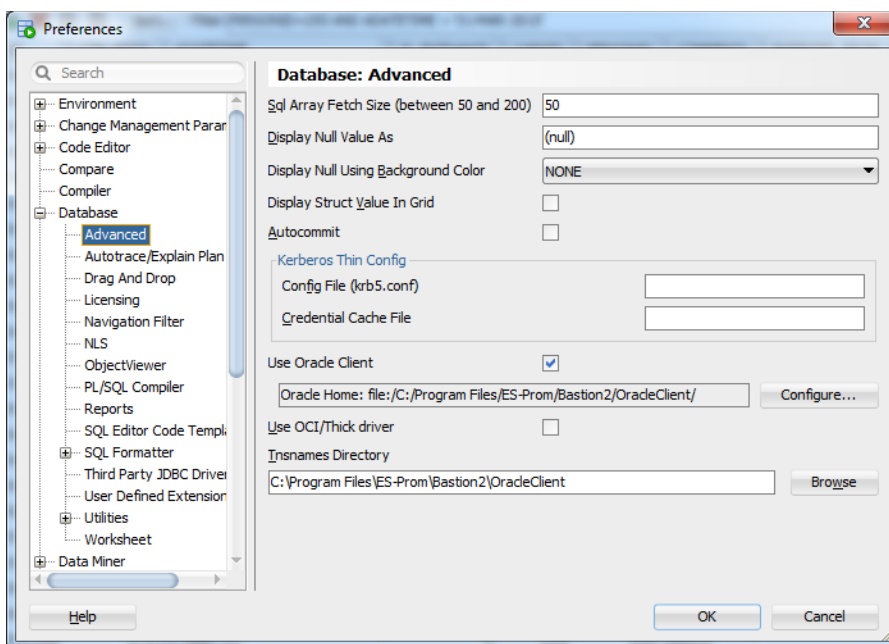 Preferences
Search
Environment
Change Management Parar
Code Editor
Compare
Compiler
Database
Advanced
Autotrace/Explain Plan
Drag And Drop
Licensing
Navigation Filter
NLS
ObjectViewer
PL/SQL Compiler
Reports
SQL Editor Code Templa
SQL Formatter
Third Party JDBC Driver
User Defined Extension
Utilities
Worksheet
Data Miner
Database: Advanced
Sql Array Fetch Size (between 50 and 200) 50
Display Null Value As (null)
Display Null Using Background Color NONE
Display Struct Value In Grid
Autocommit
Kerberos Thin Config
Config File (krb5.conf)
Credential Cache File
Use Oracle Client
Oracle Home: file:/C:/Program Files/ES-Prom/Bastion2/OracleClient/ Configure...
Use OCI/Thick driver
Tnsnames Directory
C:\Program Files\ES-Prom\Bastion2\OracleClient Browse
Help OK Cancel